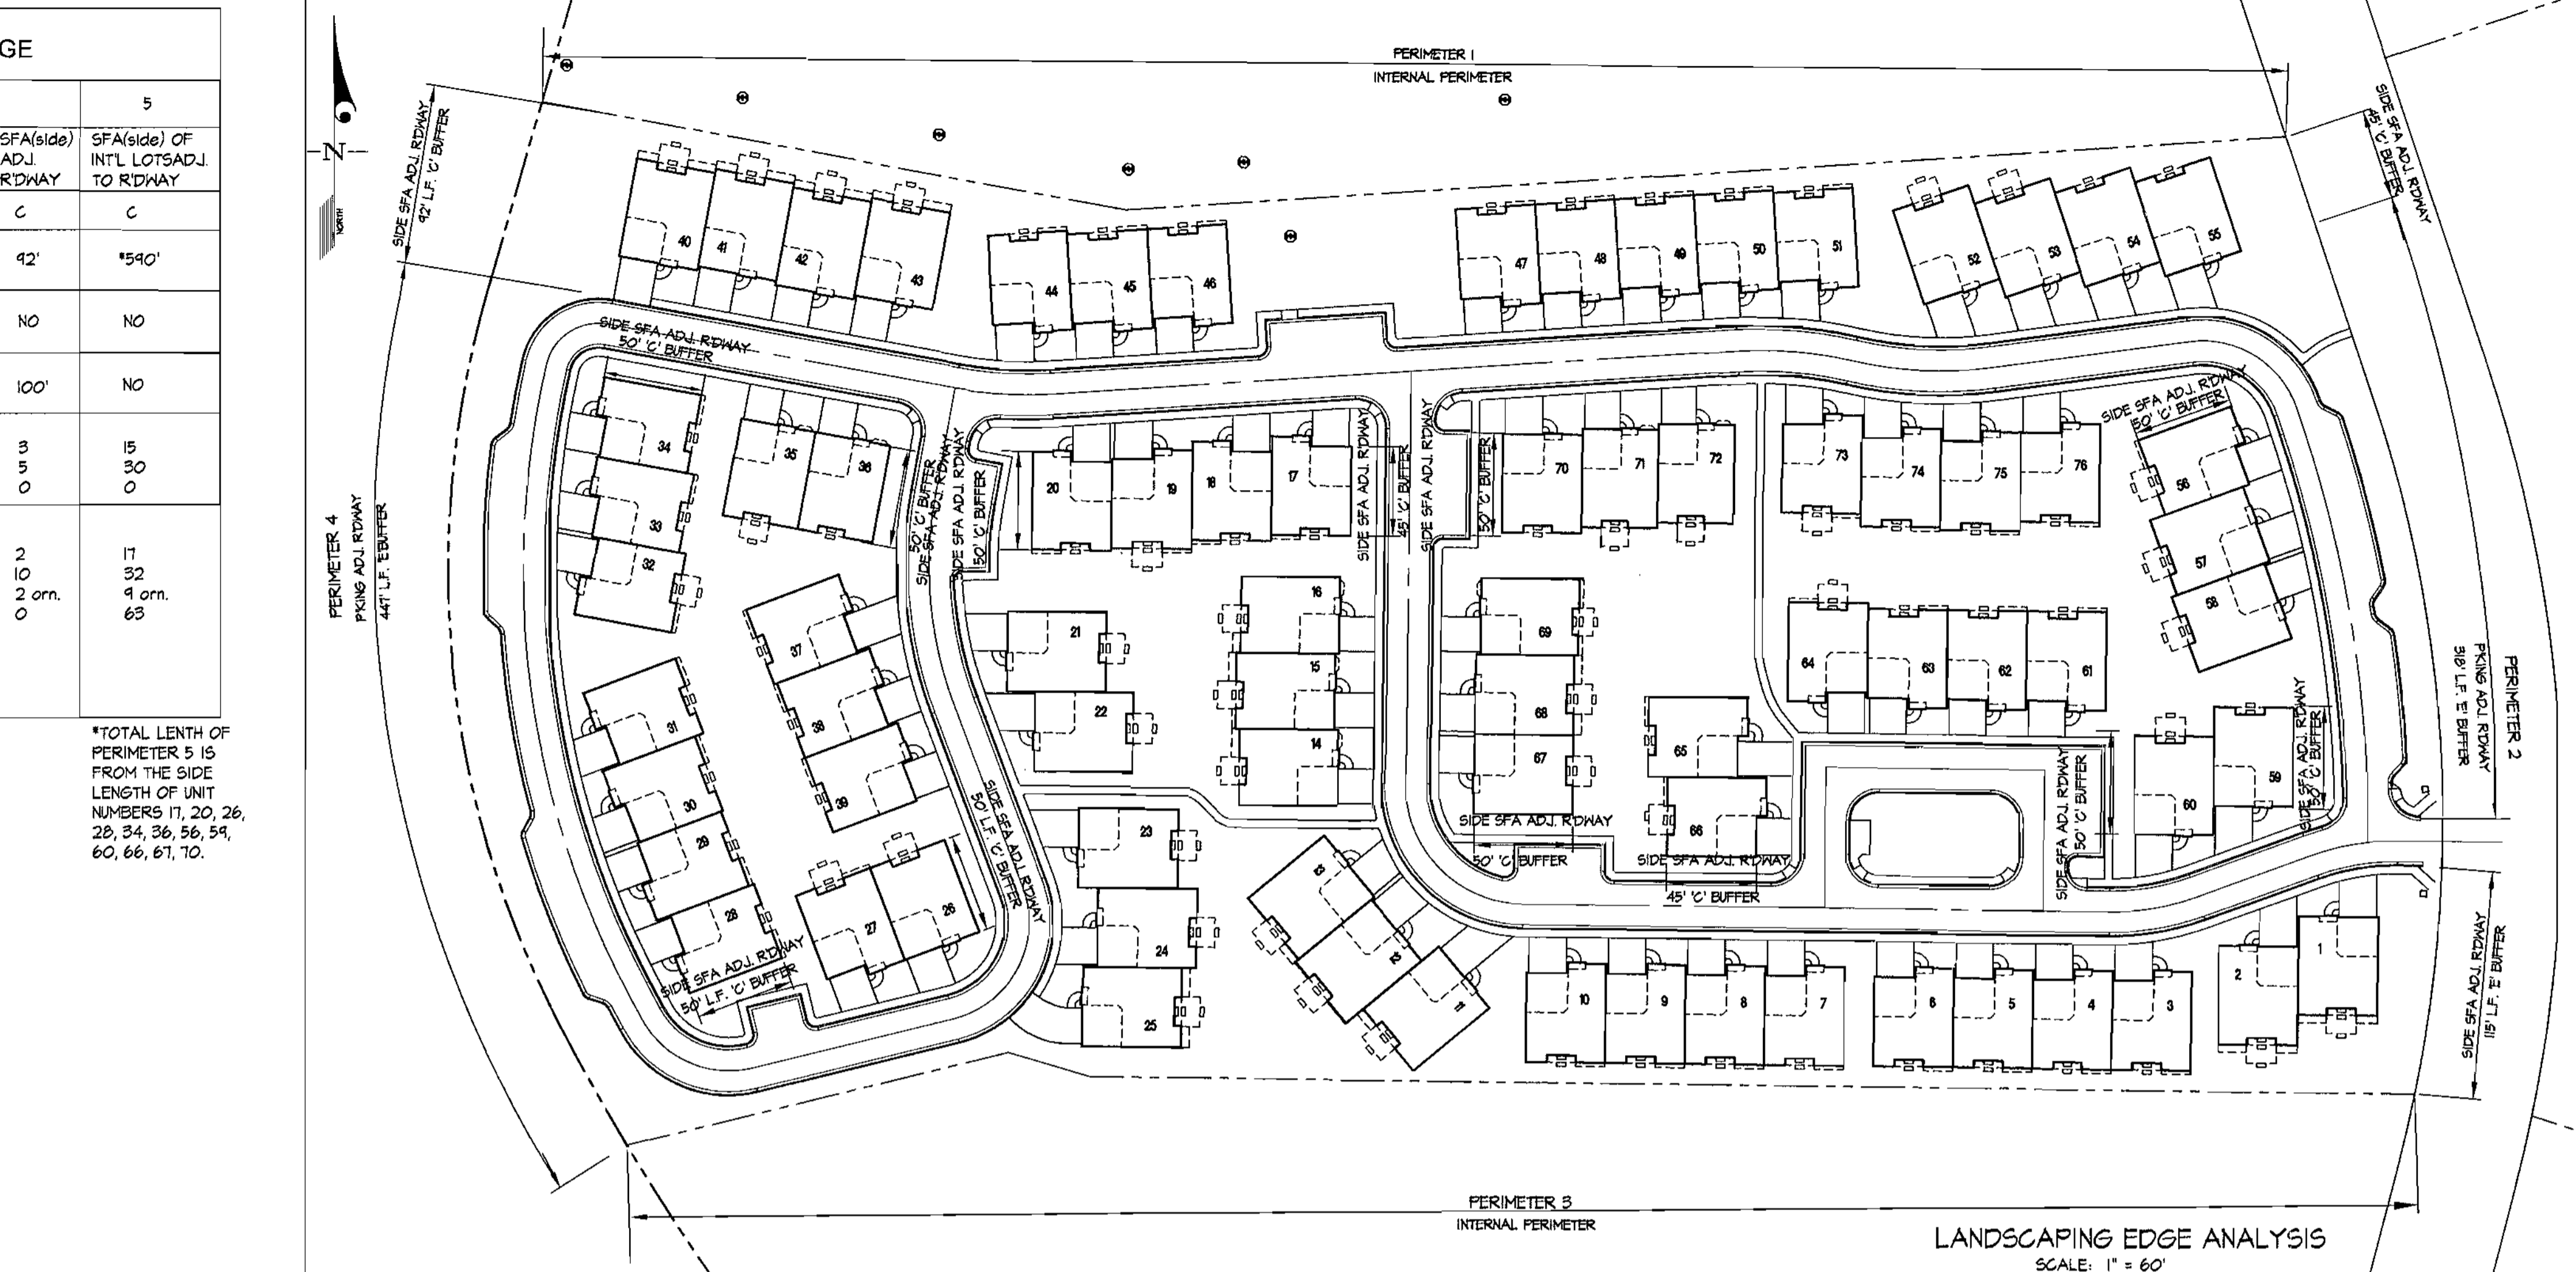 GE
5
SFA(side)
ADJ.
R'DWAY
SFA(side) OF
INT'L LOTSADJ.
TO R'DWAY
C
C
92'
*590'
NO
NO
100'
NO
3
5
0
15
30
0
2
10
2 orn.
0
17
32
9 orn.
63
*TOTAL LENTH OF
PERIMETER 5 IS
FROM THE SIDE
LENGTH OF UNIT
NUMBERS 17, 20, 26,
28, 34, 36, 56, 59,
60, 66, 67, 70.
N
NORTH
PERIMETER 1
INTERNAL PERIMETER
SIDE SFA ADJ. R'DWAY
92' L.F. 'C' BUFFER
SIDE SFA ADJ. R'DWAY
45' 'C' BUFFER
40
41
42
43
44
45
46
47
48
49
50
51
52
53
54
55
SIDE SFA ADJ. R'DWAY
50' 'C' BUFFER
34
33
32
35
36
50' 'C' BUFFER
SIDE SFA ADJ. R'DWAY
SIDE SFA ADJ. R'DWAY
50' 'C' BUFFER
20
19
18
17
SIDE SFA ADJ. R'DWAY
45' 'C' BUFFER
SIDE SFA ADJ. R'DWAY
50' 'C' BUFFER
70
71
72
73
74
75
76
SIDE SFA ADJ. R'DWAY
50' 'C' BUFFER
56
57
58
PERIMETER 4
P'KING ADJ. R'DWAY
447' L.F. 'E' BUFFER
37
38
39
31
30
29
28
27
26
SIDE SFA ADJ. R'DWAY
50' L.F. 'C' BUFFER
SIDE SFA ADJ. R'DWAY
50' L.F. 'C' BUFFER
21
22
23
24
25
16
15
14
13
12
11
69
68
67
SIDE SFA ADJ. R'DWAY
50' 'C' BUFFER
65
66
SIDE SFA ADJ. R'DWAY
45' 'C' BUFFER
64
63
62
61
SIDE SFA ADJ. R'DWAY
50' 'C' BUFFER
60
59
SIDE SFA ADJ. R'DWAY
50' 'C' BUFFER
PERIMETER 2
P'KING ADJ. R'DWAY
318' L.F. 'E' BUFFER
10
9
8
7
6
5
4
3
2
1
SIDE SFA ADJ. R'DWAY
115' L.F. 'E' BUFFER
PERIMETER 3
INTERNAL PERIMETER
LANDSCAPING EDGE ANALYSIS
SCALE: 1" = 60'